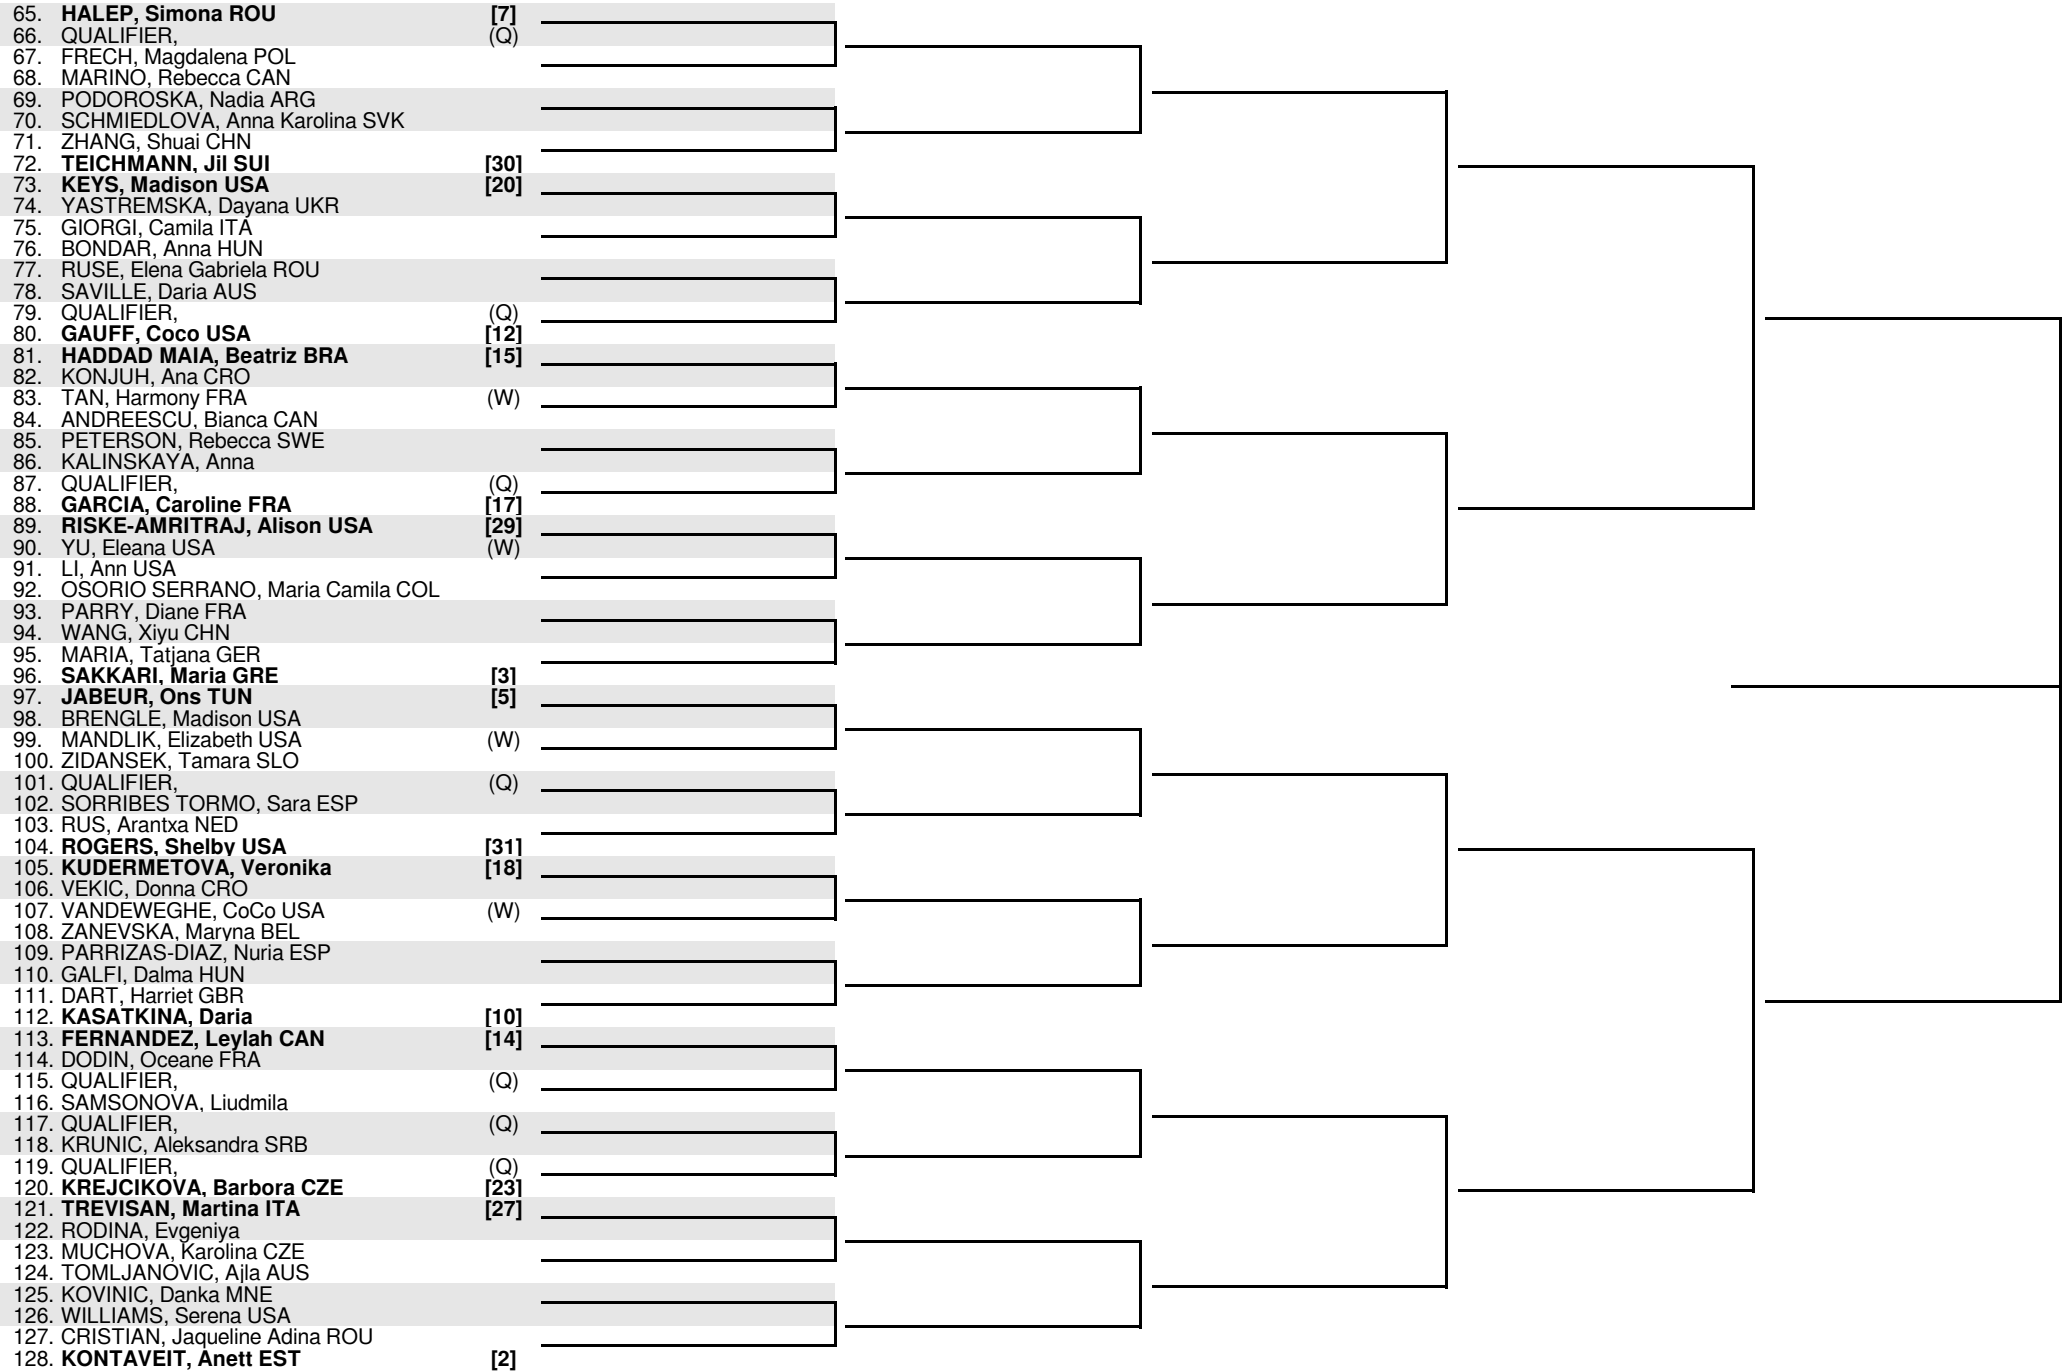 65. HALEP, Simona ROU [7]
66. QUALIFIER, (Q)
67. FRECH, Magdalena POL
68. MARINO, Rebecca CAN
69. PODOROSKA, Nadia ARG
70. SCHMIEDLOVA, Anna Karolina SVK
71. ZHANG, Shuai CHN
72. TEICHMANN, Jil SUI [30]
73. KEYS, Madison USA [20]
74. YASTREMSKA, Dayana UKR
75. GIORGI, Camila ITA
76. BONDAR, Anna HUN
77. RUSE, Elena Gabriela ROU
78. SAVILLE, Daria AUS
79. QUALIFIER, (Q)
80. GAUFF, Coco USA [12]
81. HADDAD MAIA, Beatriz BRA [15]
82. KONJUH, Ana CRO
83. TAN, Harmony FRA (W)
84. ANDREESCU, Bianca CAN
85. PETERSON, Rebecca SWE
86. KALINSKAYA, Anna
87. QUALIFIER, (Q)
88. GARCIA, Caroline FRA [17]
89. RISKE-AMRITRAJ, Alison USA [29]
90. YU, Eleana USA (W)
91. LI, Ann USA
92. OSORIO SERRANO, Maria Camila COL
93. PARRY, Diane FRA
94. WANG, Xiyu CHN
95. MARIA, Tatjana GER
96. SAKKARI, Maria GRE [3]
97. JABEUR, Ons TUN [5]
98. BRENGLE, Madison USA
99. MANDLIK, Elizabeth USA (W)
100. ZIDANSEK, Tamara SLO
101. QUALIFIER, (Q)
102. SORRIBES TORMO, Sara ESP
103. RUS, Arantxa NED
104. ROGERS, Shelby USA [31]
105. KUDERMETOVA, Veronika [18]
106. VEKIC, Donna CRO
107. VANDEWEGHE, CoCo USA (W)
108. ZANEVSKA, Maryna BEL
109. PARRIZAS-DIAZ, Nuria ESP
110. GALFI, Dalma HUN
111. DART, Harriet GBR
112. KASATKINA, Daria [10]
113. FERNANDEZ, Leylah CAN [14]
114. DODIN, Oceane FRA
115. QUALIFIER, (Q)
116. SAMSONOVA, Liudmila
117. QUALIFIER, (Q)
118. KRUNIC, Aleksandra SRB
119. QUALIFIER, (Q)
120. KREJCIKOVA, Barbora CZE [23]
121. TREVISAN, Martina ITA [27]
122. RODINA, Evgeniya
123. MUCHOVA, Karolina CZE
124. TOMLJANOVIC, Ajla AUS
125. KOVINIC, Danka MNE
126. WILLIAMS, Serena USA
127. CRISTIAN, Jaqueline Adina ROU
128. KONTAVEIT, Anett EST [2]